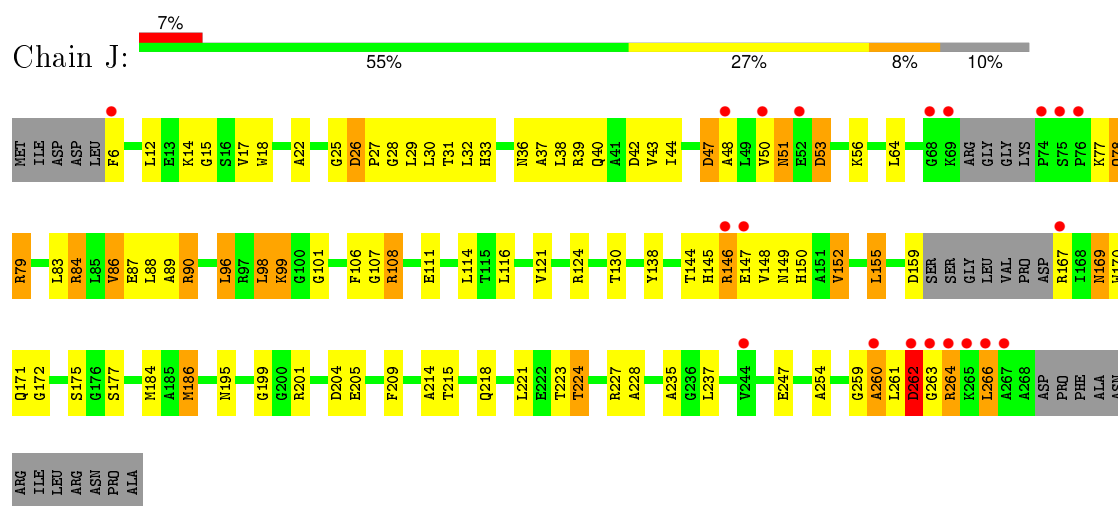 7%
Chain J:
55% 27% 8% 10%
MET ILE ASP ASP LEU F6 L12 E13 K14 G15 S16 V17 W18 A22 G25 D26 P27 G28 L29 L30 T31 L32 H33 N36 A37 L38 R39 Q40 A41 D42 V43 I44 D47 A48 L49 V50 N51 E52 D53 K56 L64 G68 K69 ARG GLY GLY LYS P74 S75 P76 K77
R79 L83 R84 L85 V86 E87 L88 A89 R90 L96 R97 L98 K99 G100 G101 F106 G107 R108 E111 L114 T115 L116 V121 R124 T130 Y138 T144 H145 R146 E147 V148 N149 H150 A151 V152 L155 D159 SER SER GLY LEU VAL PRO ASP R167 I168 N169 W170
Q171 G172 S175 G176 S177 M184 A185 M186 N195 G199 G200 R201 D204 E205 F209 A214 T215 Q218 L221 E222 T223 T224 R227 A228 A235 G236 L237 V244 E247 A254 G259 A260 L261 D262 G263 R264 K265 L266 A267 A268 ASP PRO PHE ALA ASN
ARG ILE LEU ARG ASN PRO ALA